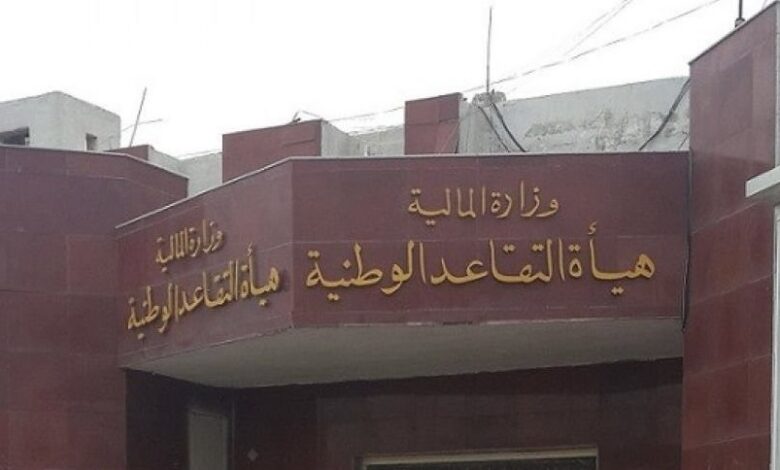 وزارة المالية
هيأة التقاعد الوطنية
وزارة المالية
هيأة التقاعد الوطنية